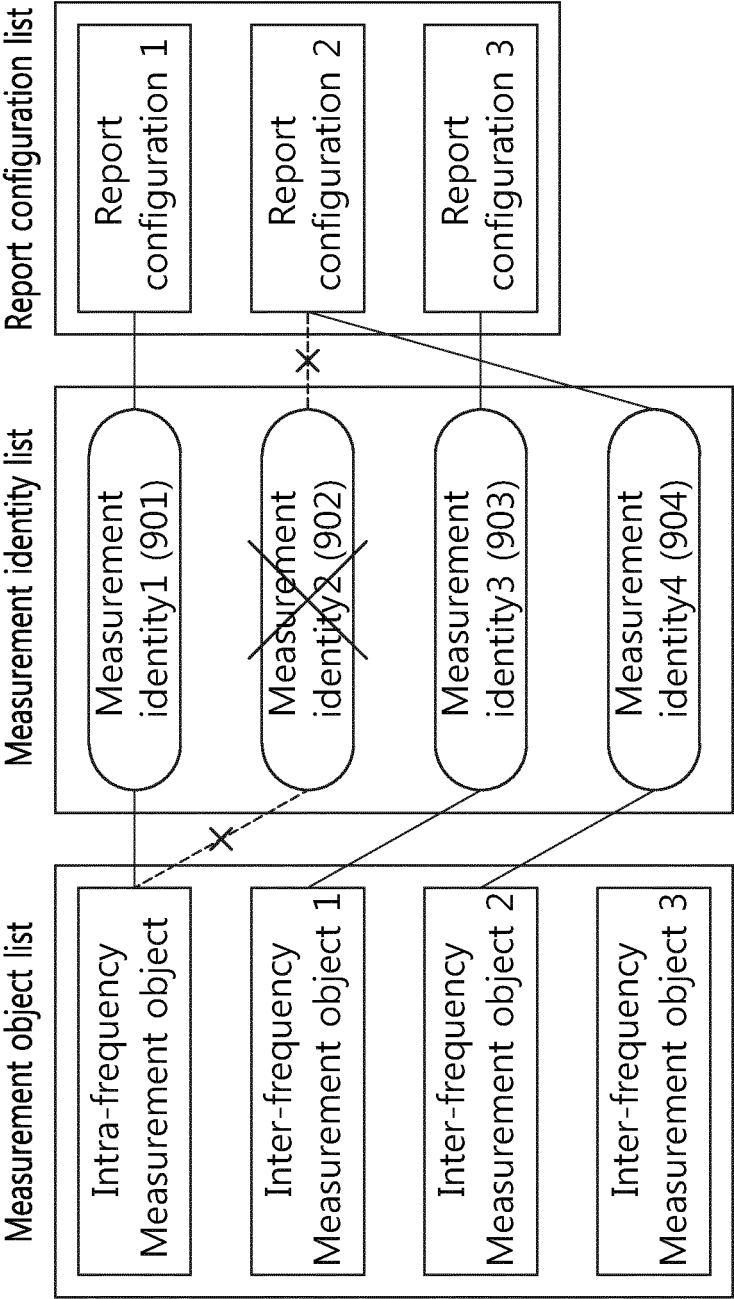 Measurement object list
Intra-frequency
Measurement object
Inter-frequency
Measurement object 1
Inter-frequency
Measurement object 2
Inter-frequency
Measurement object 3
Measurement identity list
Measurement
identity1 (901)
Measurement
identity2 (902)
Measurement
identity3 (903)
Measurement
identity4 (904)
Report configuration list
Report
configuration 1
Report
configuration 2
Report
configuration 3